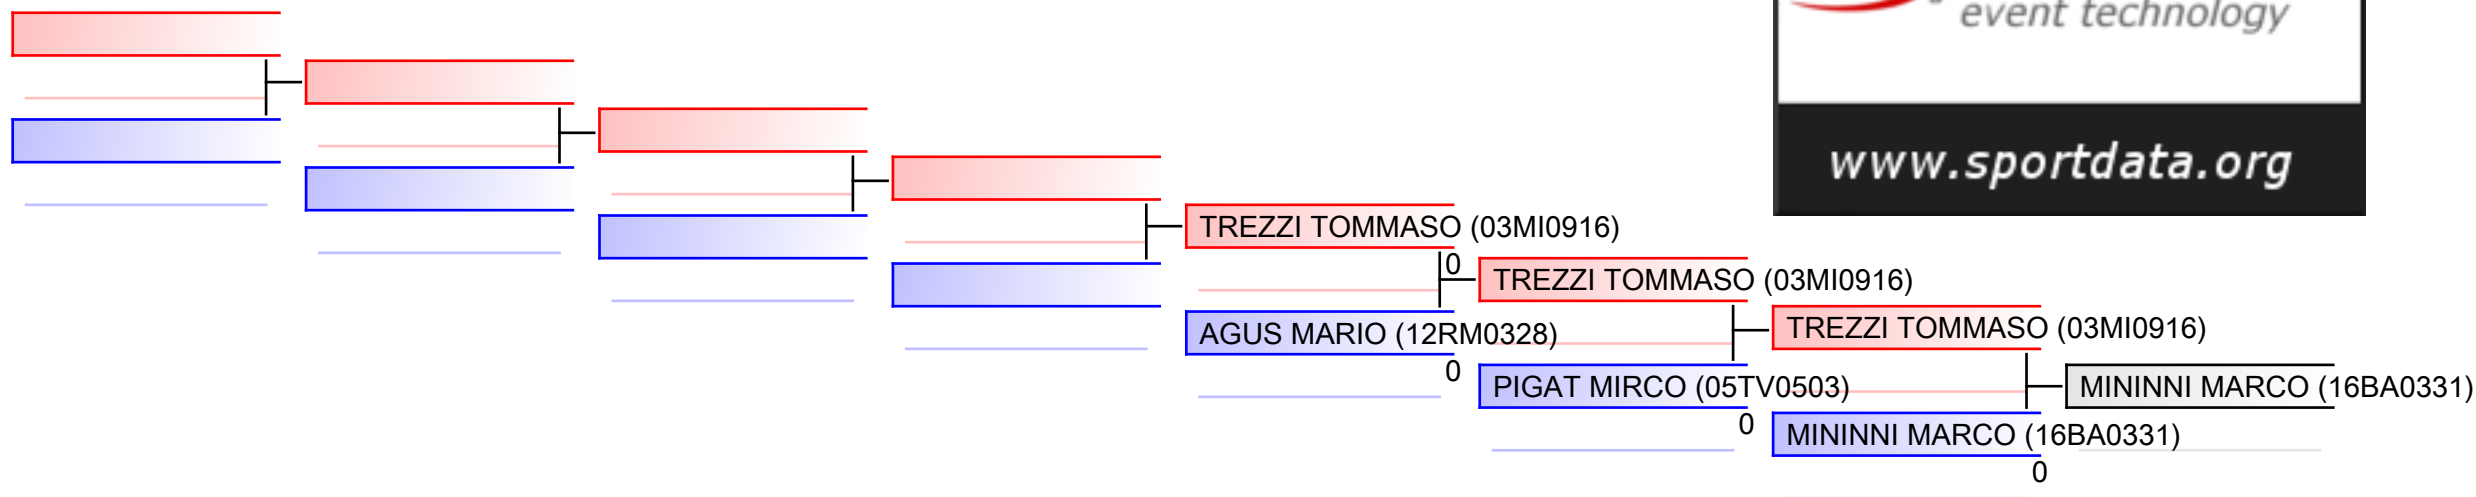 event technology
www.sportdata.org
TREZZI TOMMASO (03MI0916)
0
TREZZI TOMMASO (03MI0916)
AGUS MARIO (12RM0328)
0
TREZZI TOMMASO (03MI0916)
PIGAT MIRCO (05TV0503)
0
MININNI MARCO (16BA0331)
MININNI MARCO (16BA0331)
0